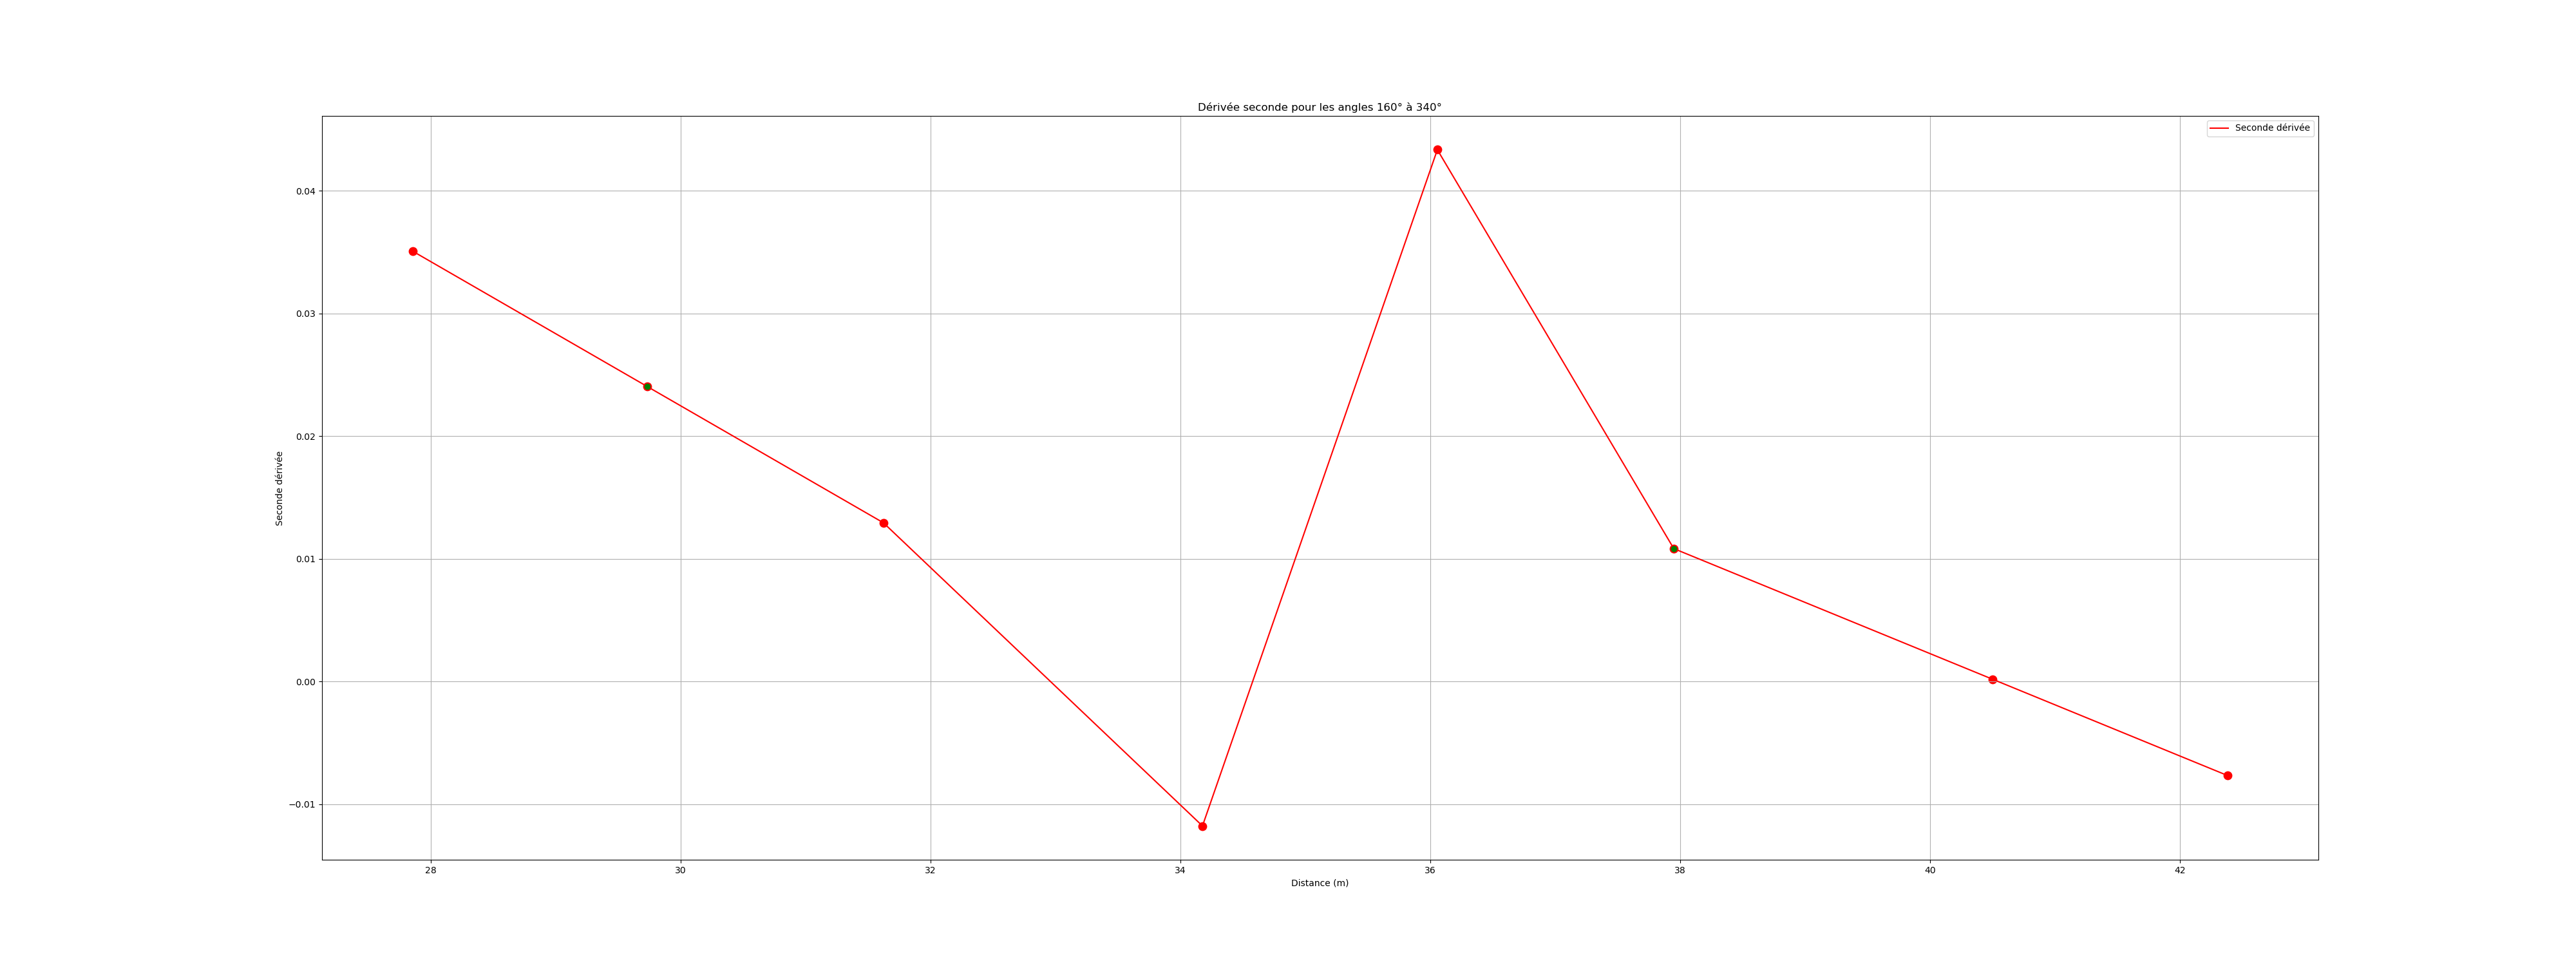 Dérivée seconde pour les angles 160° à 340°
Seconde dérivée
0.04
0.03
0.02
0.01
0.00
−0.01
Seconde dérivée
28 30 32 34 36 38 40 42
Distance (m)